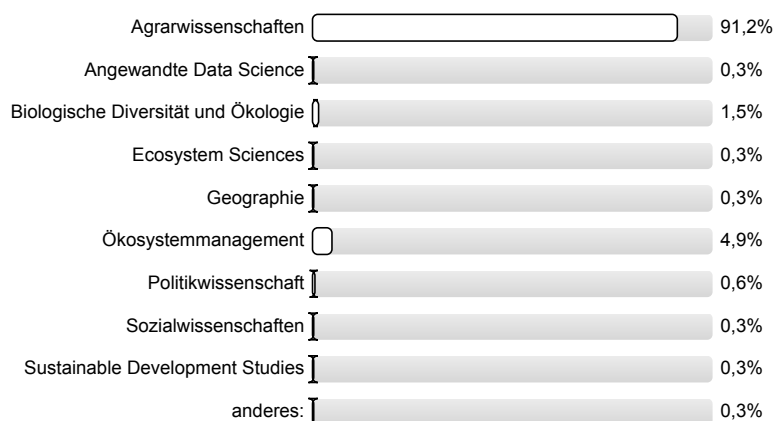 Agrarwissenschaften 91,2%
Angewandte Data Science 0,3%
Biologische Diversität und Ökologie 1,5%
Ecosystem Sciences 0,3%
Geographie 0,3%
Ökosystemmanagement 4,9%
Politikwissenschaft 0,6%
Sozialwissenschaften 0,3%
Sustainable Development Studies 0,3%
anderes: 0,3%